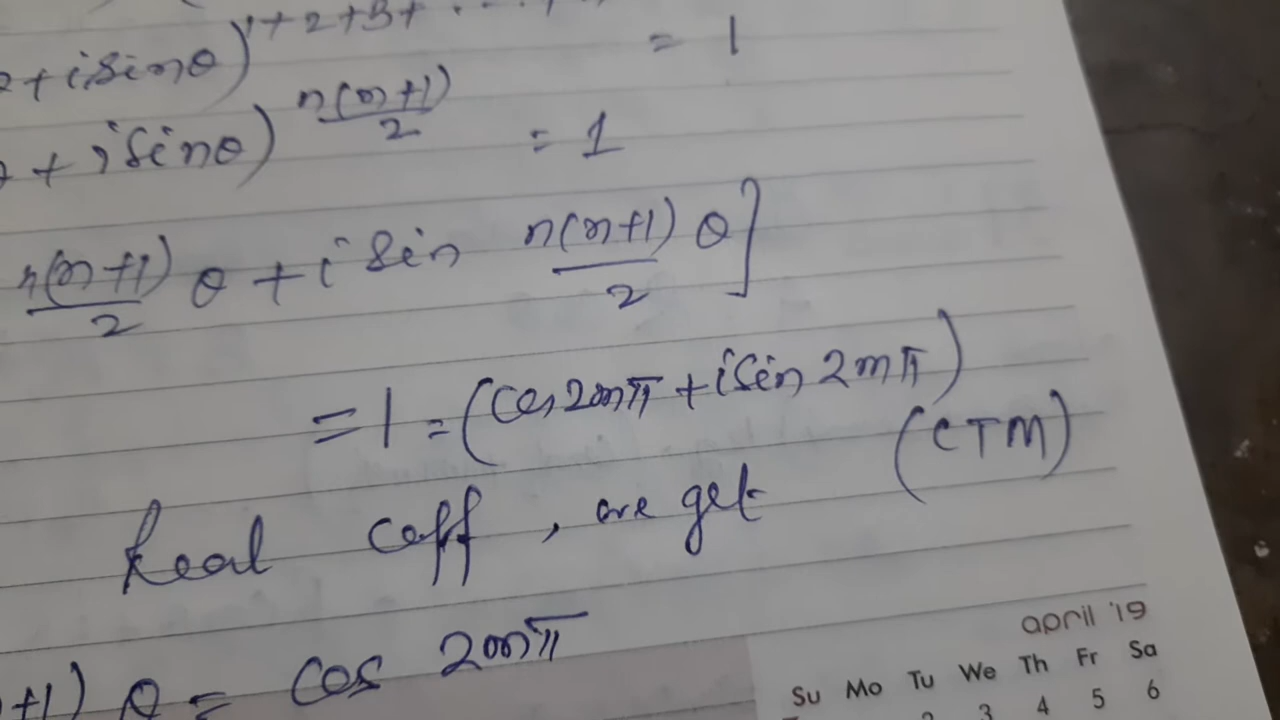 + i sin θ)^1+2+3+ . . . . = 1
+ i sin θ)^n(n+1)/2 = 1
n(n+1)/2 θ + i sin n(n+1)/2 θ]
= 1 = (cos 2mπ + i sin 2mπ)
(CTM)
Real coff , are get
+1) θ = cos 2mπ
april '19
Su Mo Tu We Th Fr Sa
2 3 4 5 6